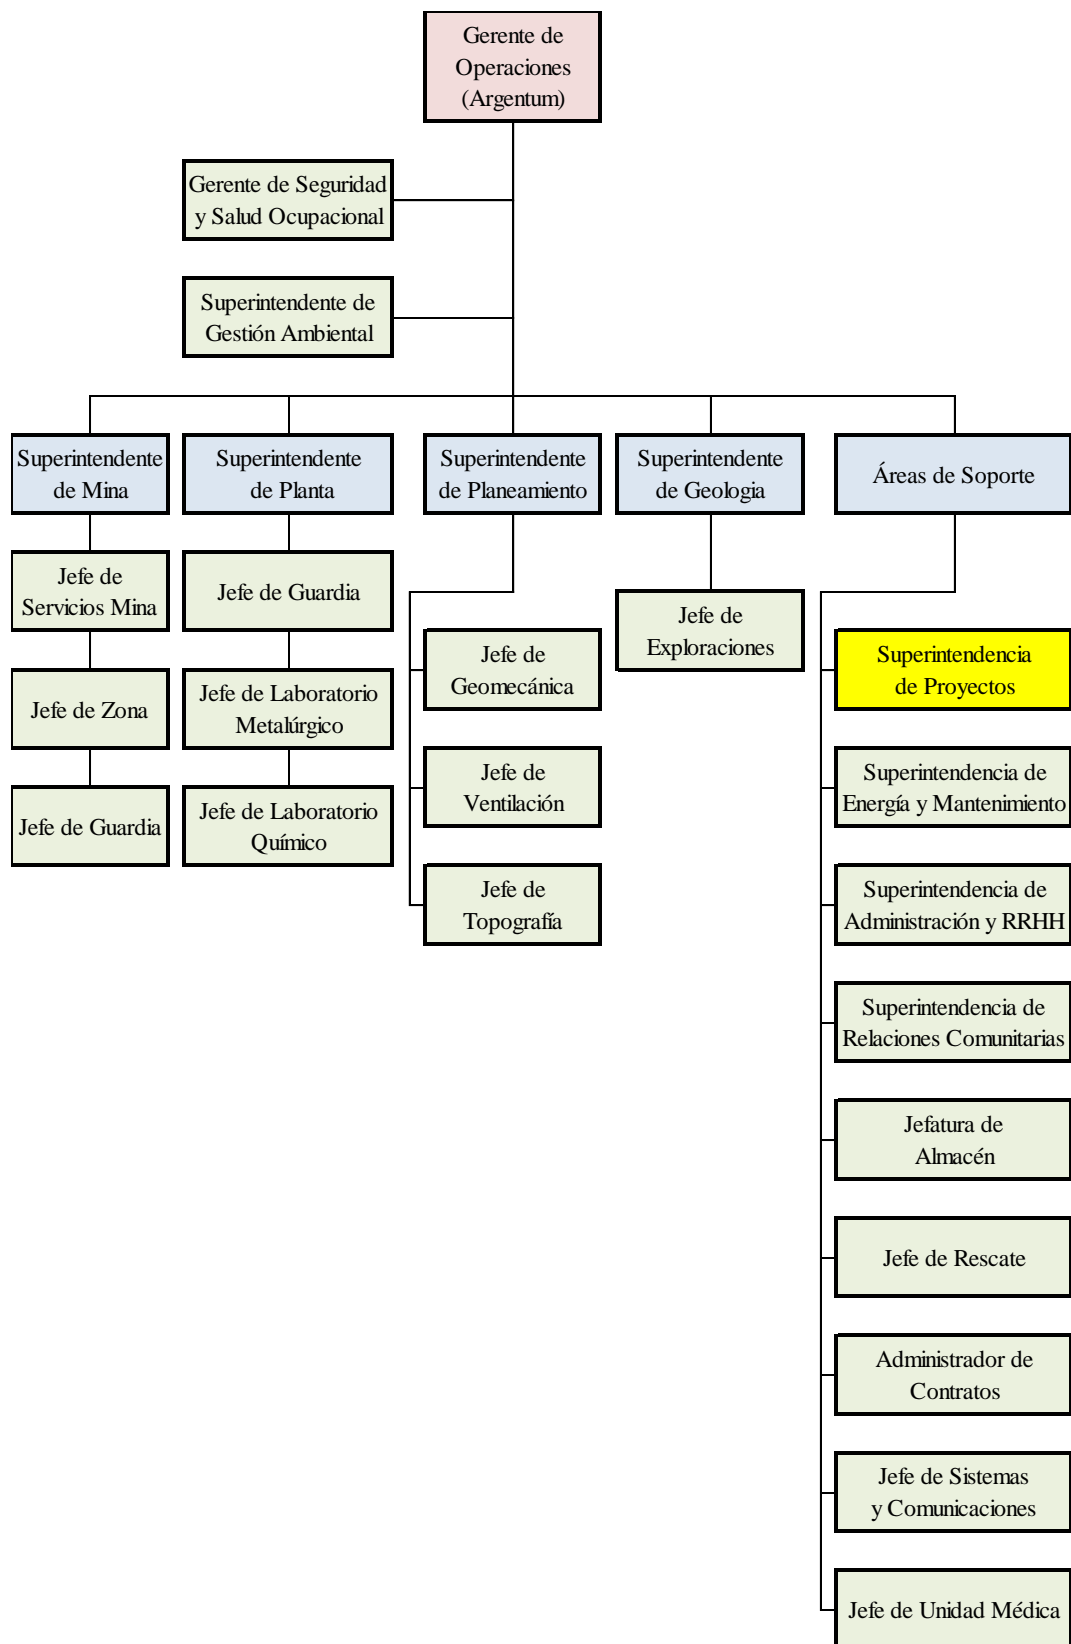 Gerente de
Operaciones
(Argentum)
Gerente de Seguridad
y Salud Ocupacional
Superintendente de
Gestión Ambiental
Superintendente
de Mina
Superintendente
de Planta
Superintendente
de Planeamiento
Superintendente
de Geologia
Áreas de Soporte
Jefe de
Servicios Mina
Jefe de Zona
Jefe de Guardia
Jefe de Guardia
Jefe de Laboratorio
Metalúrgico
Jefe de Laboratorio
Químico
Jefe de
Geomecánica
Jefe de
Ventilación
Jefe de
Topografía
Jefe de
Exploraciones
Superintendencia
de Proyectos
Superintendencia de
Energía y Mantenimiento
Superintendencia de
Administración y RRHH
Superintendencia de
Relaciones Comunitarias
Jefatura de
Almacén
Jefe de Rescate
Administrador de
Contratos
Jefe de Sistemas
y Comunicaciones
Jefe de Unidad Médica